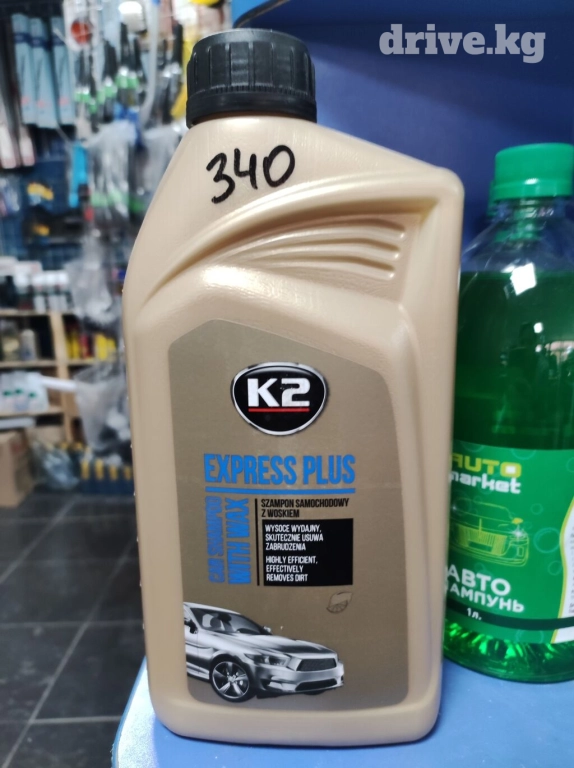 drive.kg
340
K2
EXPRESS PLUS
CAR SHAMPOO
WITH WAX
SZAMPON SAMOCHODOWY
Z WOSKIEM
WYSOCE WYDAJNY,
SKUTECZNIE USUWA
ZABRUDZENIA
HIGHLY EFFICIENT,
EFFECTIVELY
REMOVES DIRT
AUTO
market
АВТО
ШАМПУНЬ
1л.